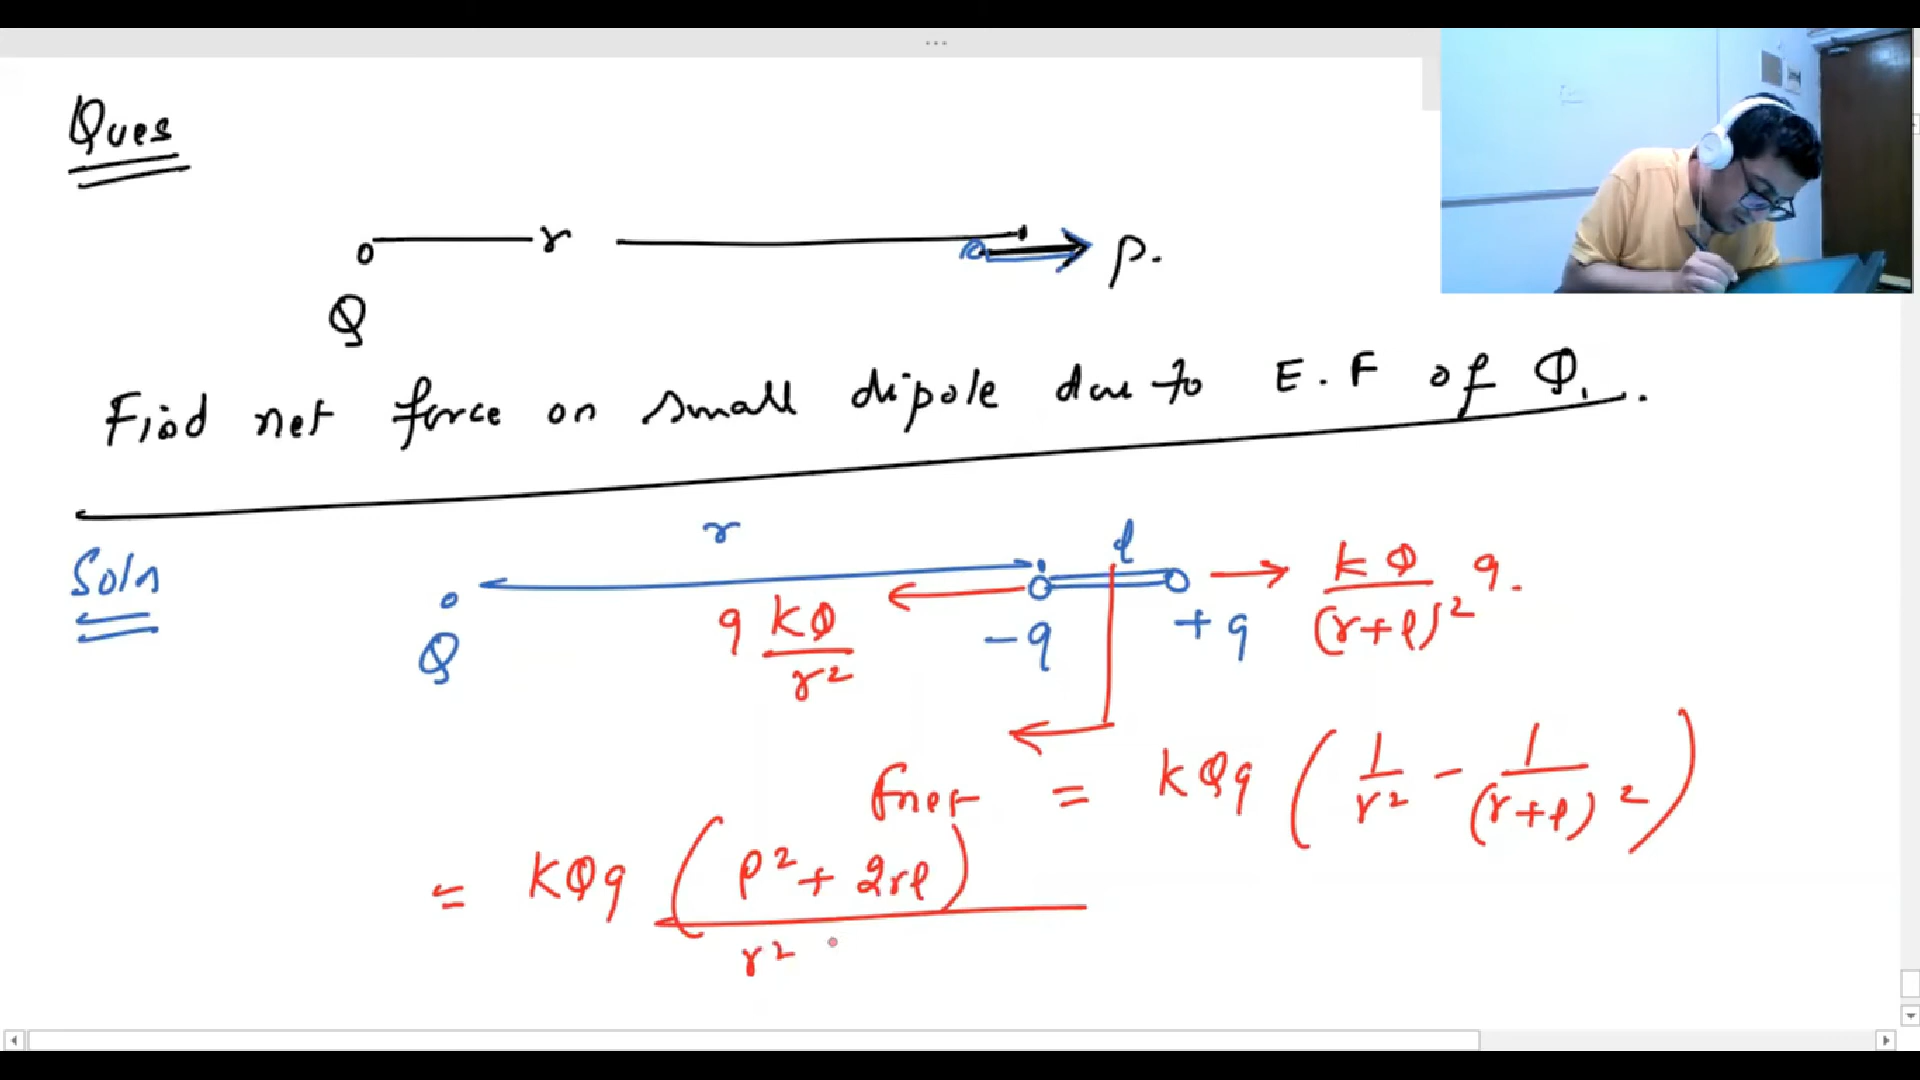 Ques
r
Q
p.
Find net force on small dipole due to E.F of Q.
Soln
r
l
Q
q kQ/r²
-q
+q
kQ/(r+l)² q.
Fnet = kQq (1/r² - 1/(r+l)²)
= kQq (l² + 2rl)/r²